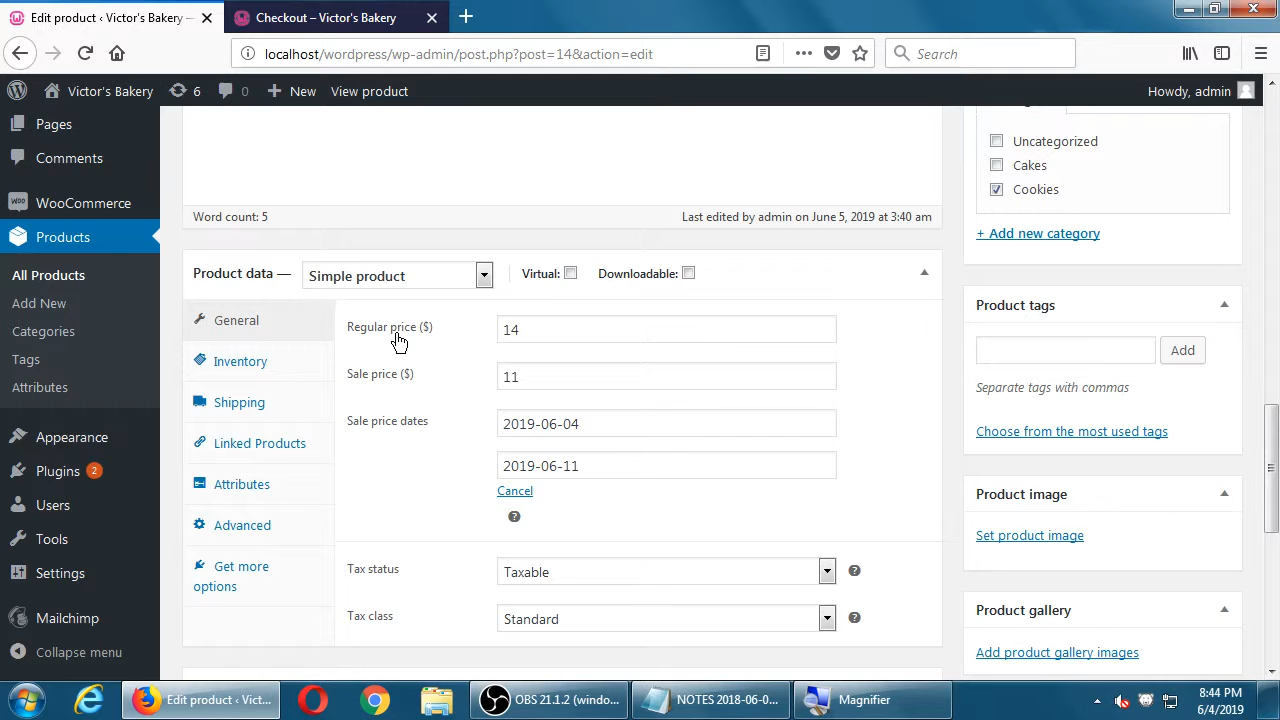 Edit product ‹ Victor's Bakery —
Checkout – Victor's Bakery
localhost/wordpress/wp-admin/post.php?post=14&action=edit
Search
Victor's Bakery
6
0
New
View product
Howdy, admin
Pages
Comments
WooCommerce
Products
All Products
Add New
Categories
Tags
Attributes
Appearance
Plugins 2
Users
Tools
Settings
Mailchimp
Collapse menu
Word count: 5
Last edited by admin on June 5, 2019 at 3:40 am
Product data —
Simple product
Virtual:
Downloadable:
General
Inventory
Shipping
Linked Products
Attributes
Advanced
Get more
options
Regular price ($)
14
Sale price ($)
11
Sale price dates
2019-06-04
2019-06-11
Cancel
Tax status
Taxable
Tax class
Standard
Uncategorized
Cakes
Cookies
+ Add new category
Product tags
Add
Separate tags with commas
Choose from the most used tags
Product image
Set product image
Product gallery
Add product gallery images
Edit product ‹ Vict...
OBS 21.1.2 (windo...
NOTES 2018-06-0...
Magnifier
8:44 PM
6/4/2019